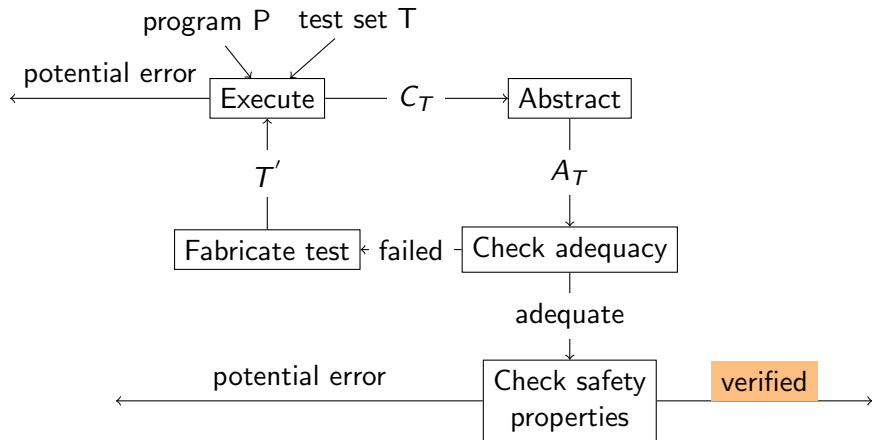 program P
test set T
potential error
Execute
C_T
Abstract
T′
A_T
Fabricate test
failed
Check adequacy
adequate
potential error
Check safety
properties
verified